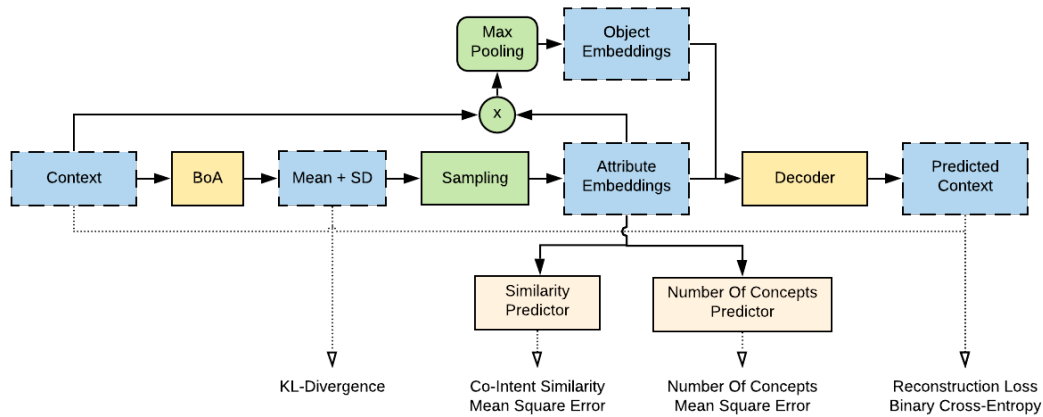 Max
Pooling
Object
Embeddings
x
Context
BoA
Mean + SD
Sampling
Attribute
Embeddings
Decoder
Predicted
Context
Similarity
Predictor
Number Of Concepts
Predictor
KL-Divergence
Co-Intent Similarity
Mean Square Error
Number Of Concepts
Mean Square Error
Reconstruction Loss
Binary Cross-Entropy